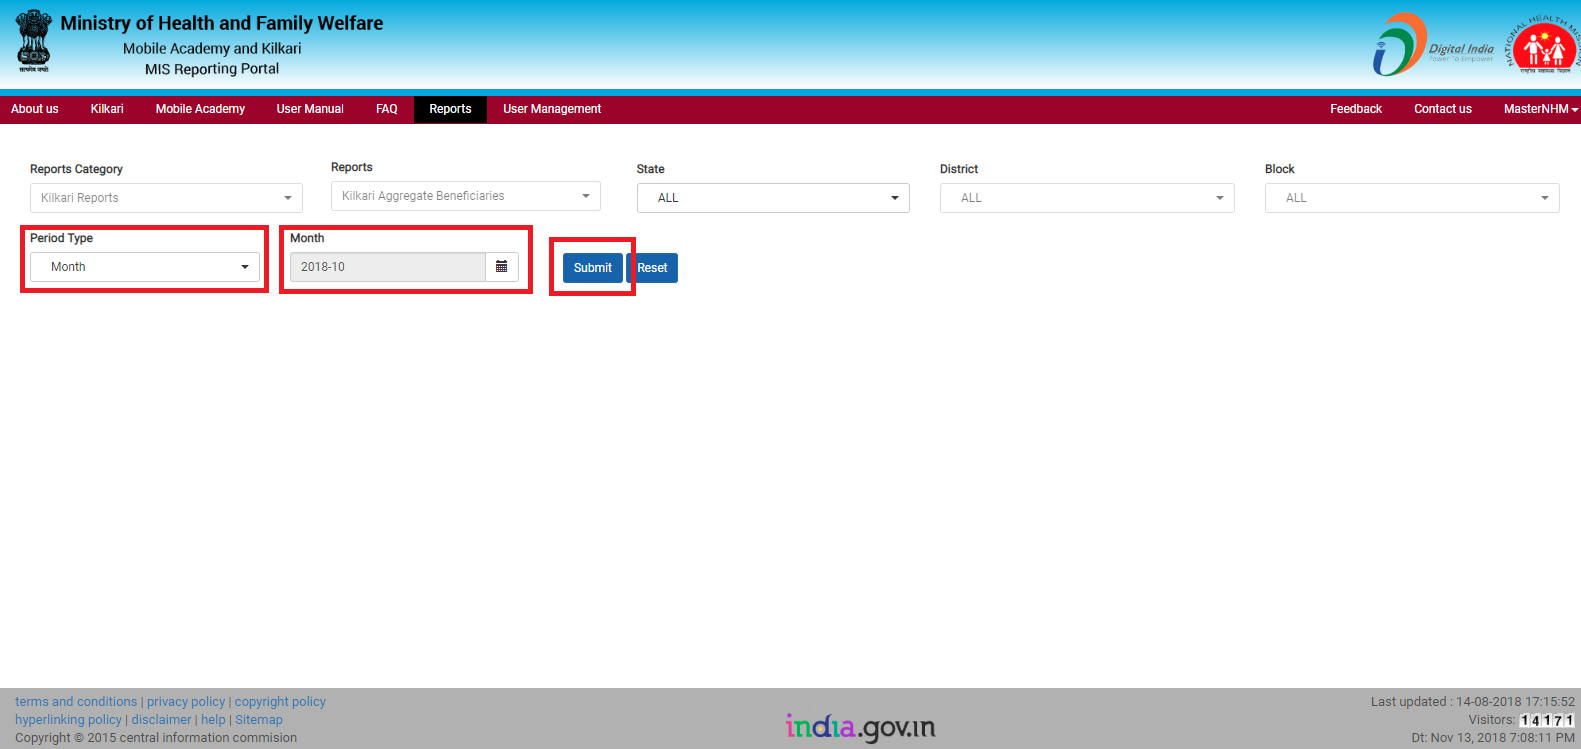 Ministry of Health and Family Welfare
Mobile Academy and Kilkari
MIS Reporting Portal
सत्यमेव जयते
Digital India
Power To Empower
NATIONAL HEALTH MISSION
राष्ट्रीय स्वास्थ्य मिशन
About us Kilkari Mobile Academy User Manual FAQ Reports User Management Feedback Contact us MasterNHM
Reports Category Reports State District Block
Kilkari Reports Kilkari Aggregate Beneficiaries ALL ALL ALL
Period Type Month
Month 2018-10 Submit Reset
terms and conditions | privacy policy | copyright policy
hyperlinking policy | disclaimer | help | Sitemap
Copyright © 2015 central information commision
india.gov.in
Last updated : 14-08-2018 17:15:52
Visitors: 14171
Dt: Nov 13, 2018 7:08:11 PM